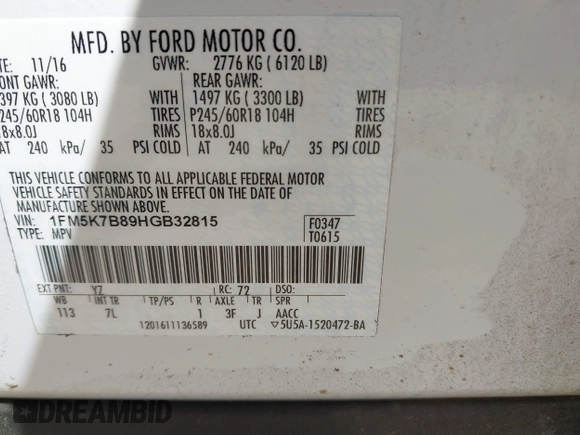 MFD. BY FORD MOTOR CO.
11/16 GVWR: 2776 KG ( 6120 LB)
GAWR: REAR GAWR:
KG ( 3080 LB) WITH 1497 KG ( 3300 LB) WITH
P245/60R18 104H TIRES P245/60R18 104H TIRES
18x8.0J RIMS 18x8.0J RIMS
AT 240 kPa/ 35 PSI COLD AT 240 kPa/ 35 PSI COLD
THIS VEHICLE CONFORMS TO ALL APPLICABLE FEDERAL MOTOR
VEHICLE SAFETY STANDARDS IN EFFECT ON THE DATE OF
MANUFACTURE SHOWN ABOVE.
VIN: 1FM5K7B89HGB32815 F0347
TYPE: MPV T0615
EXT PNT: YZ RC: 72 DSO:
WB INT TR TP/PS R AXLE TR SPR
113 7L 1 3F J AACC
1201611136589 UTC ▽5U5A-1520472-BA
DREAMBID